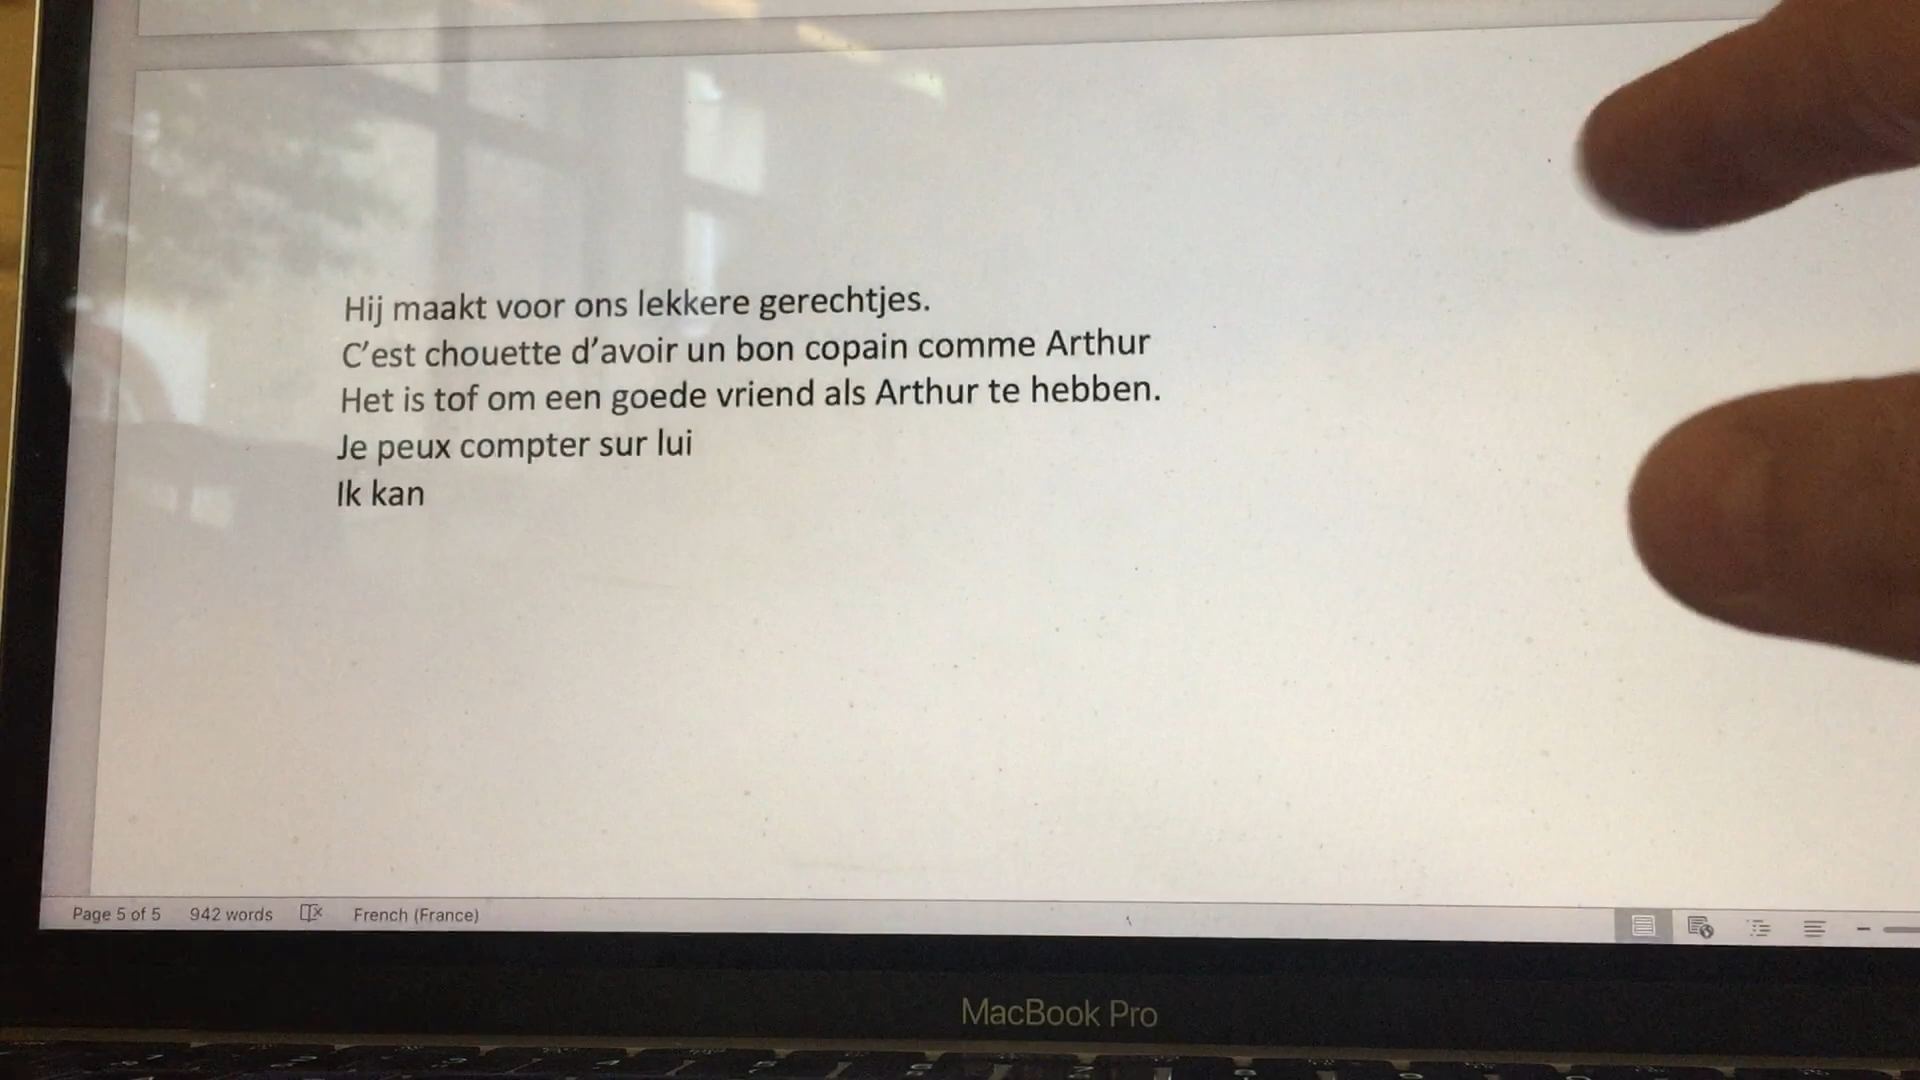 Hij maakt voor ons lekkere gerechtjes.
C'est chouette d'avoir un bon copain comme Arthur
Het is tof om een goede vriend als Arthur te hebben.
Je peux compter sur lui
Ik kan
Page 5 of 5 942 words French (France)
MacBook Pro